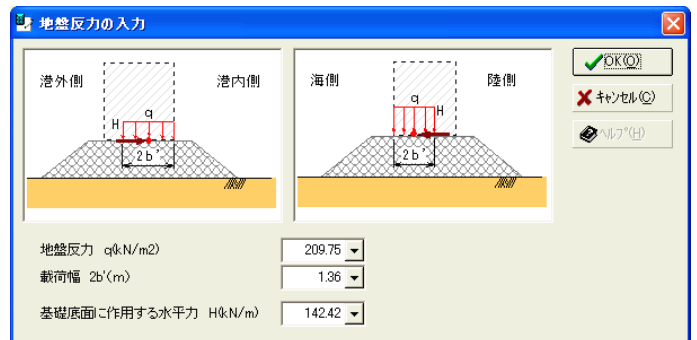 地盤反力の入力
港外側
港内側
q
H
2b'
海側
陸側
q
H
2b'
OK(O)
キャンセル(C)
ヘルプ(H)
地盤反力 q(kN/m2)
209.75
載荷幅 2b'(m)
1.36
基礎底面に作用する水平力 H(kN/m)
142.42